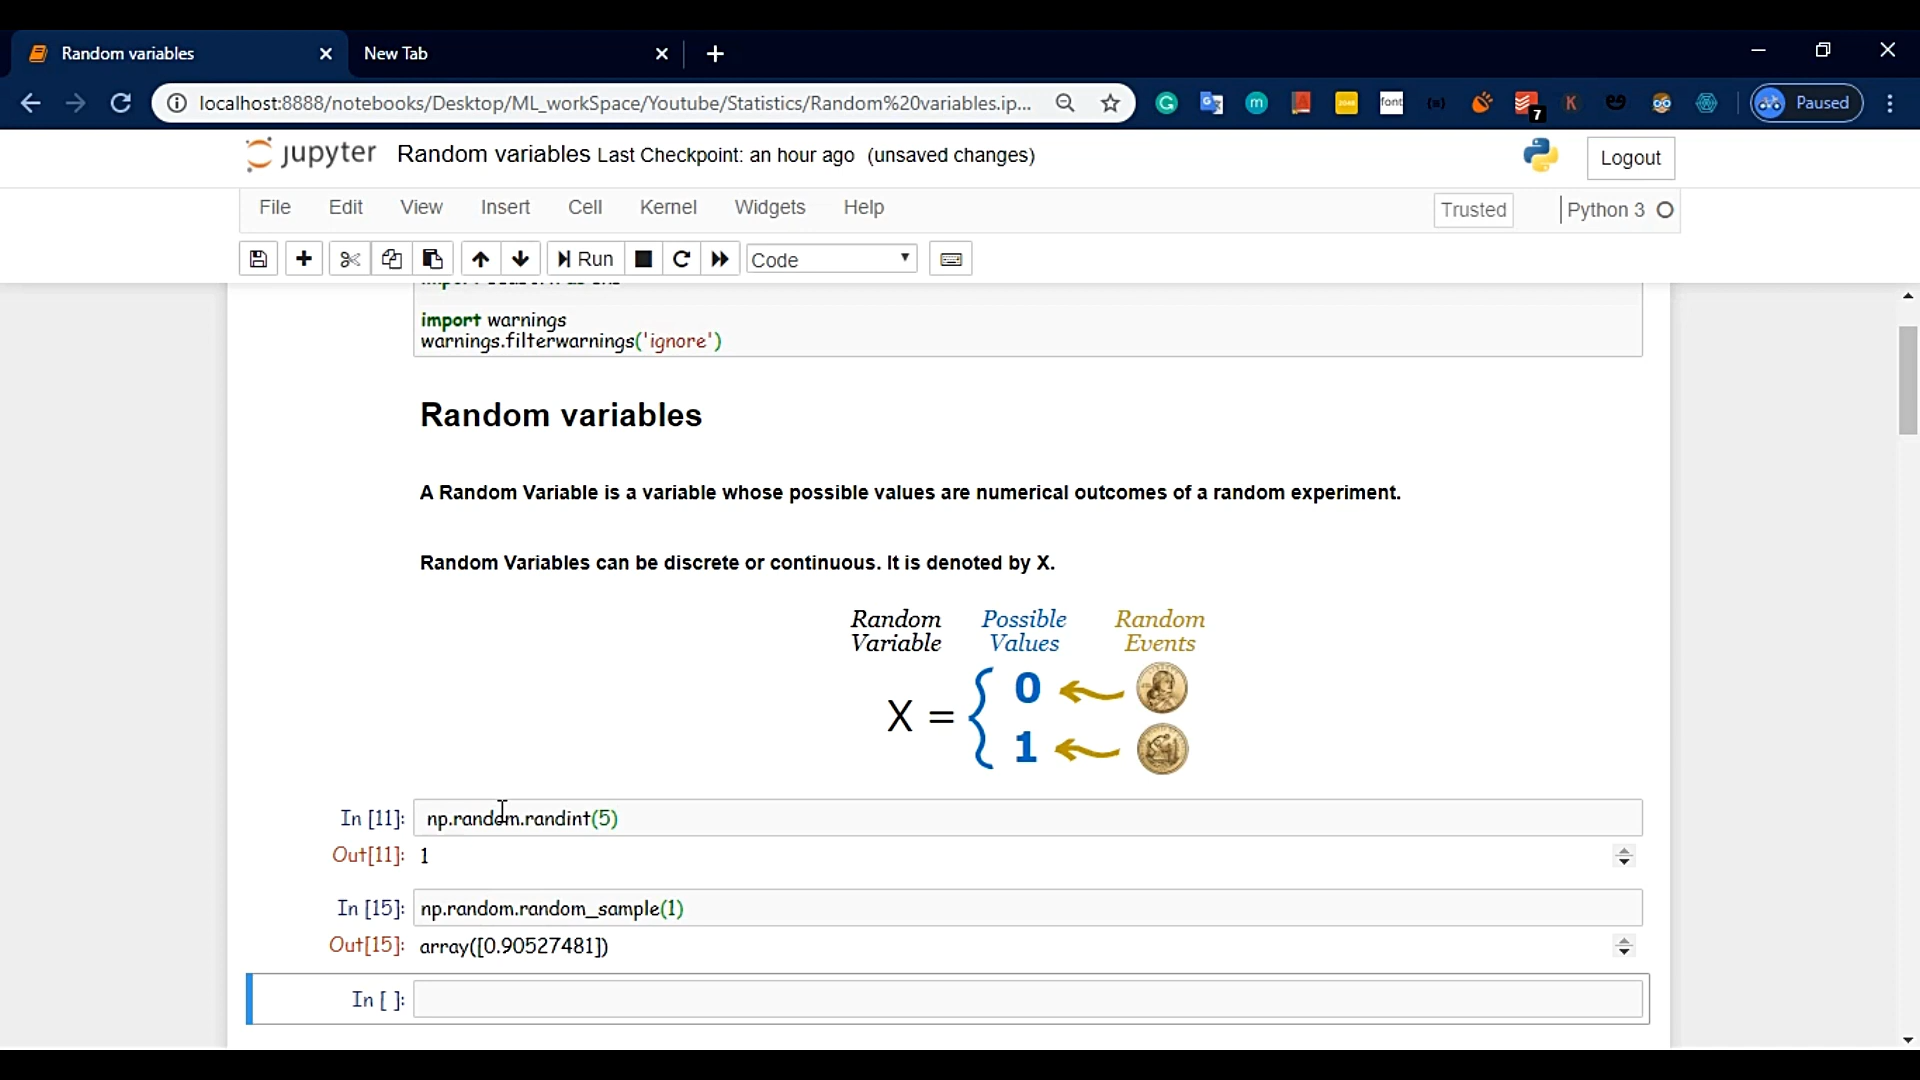 Random variables
New Tab
localhost:8888/notebooks/Desktop/ML_workSpace/Youtube/Statistics/Random%20variables.ip...
font
7
K
Paused
jupyter Random variables Last Checkpoint: an hour ago (unsaved changes)
Logout
File Edit View Insert Cell Kernel Widgets Help
Trusted Python 3
Run Code
import warnings
warnings.filterwarnings('ignore')
Random variables
A Random Variable is a variable whose possible values are numerical outcomes of a random experiment.
Random Variables can be discrete or continuous. It is denoted by X.
Random Possible Random
Variable Values Events
X = { 0
1
In [11]: np.random.randint(5)
Out[11]: 1
In [15]: np.random.random_sample(1)
Out[15]: array([0.90527481])
In [ ]: